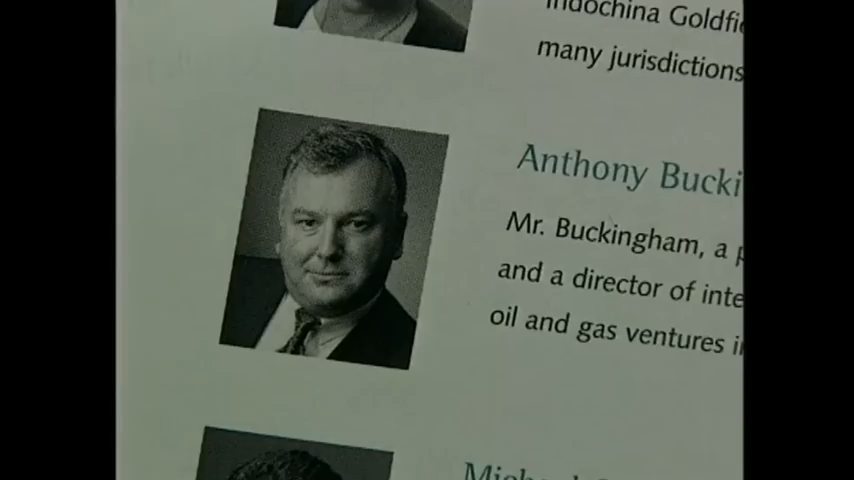 Indochina Goldfi
many jurisdictions
Anthony Bucki
Mr. Buckingham, a p
and a director of inte
oil and gas ventures i